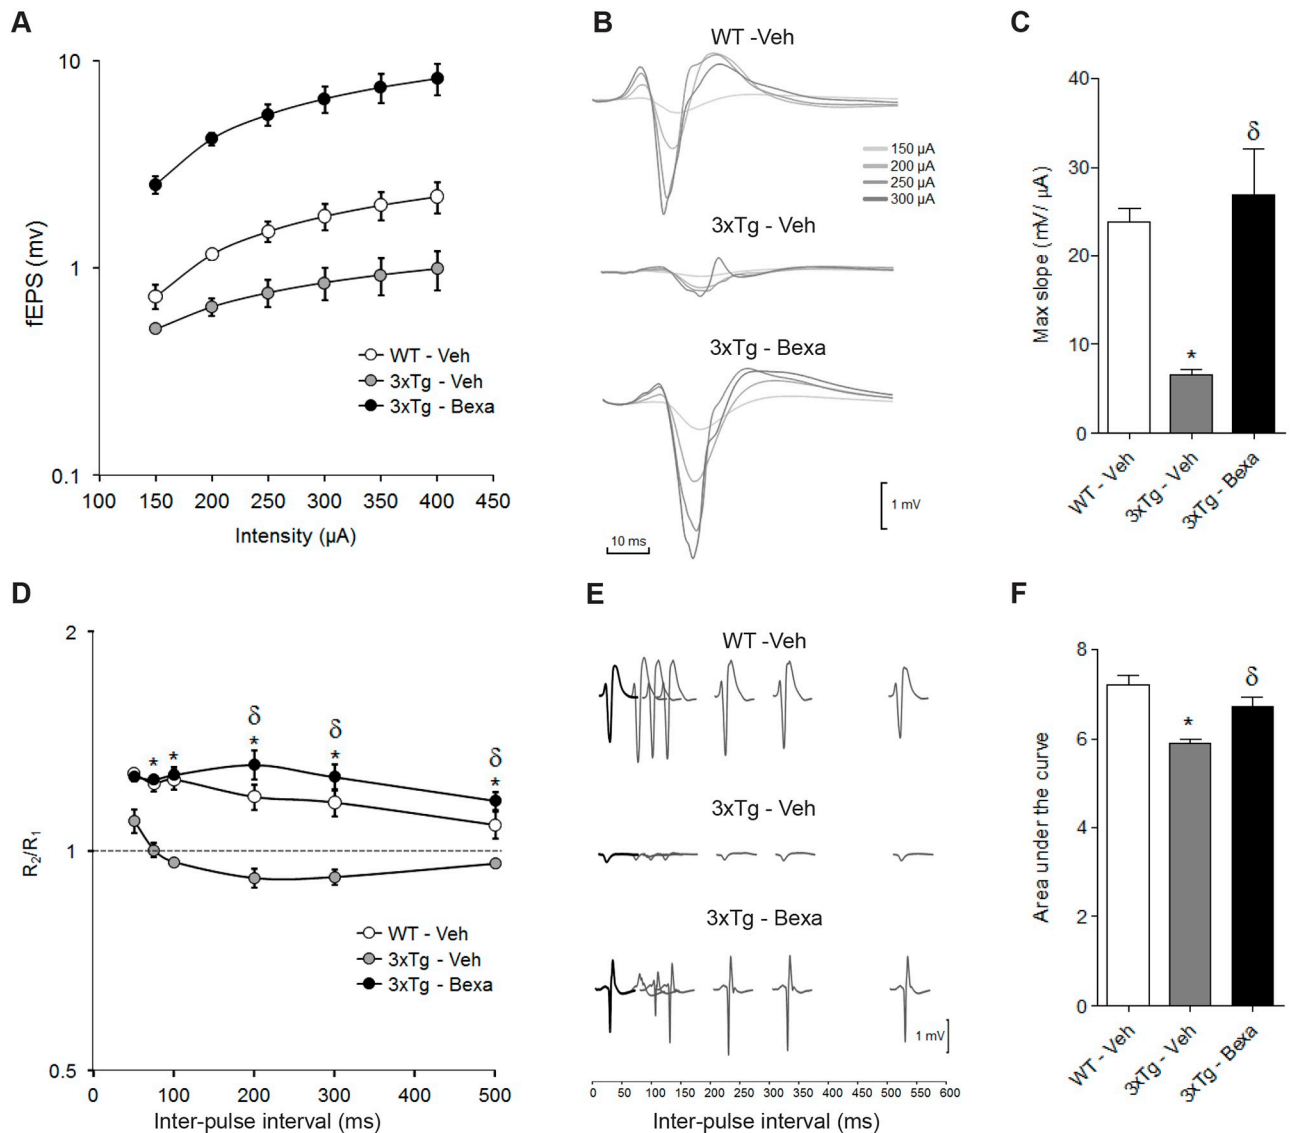 A
10
1
0.1
fEPS (mv)
100 150 200 250 300 350 400 450
Intensity (µA)
WT - Veh
3xTg - Veh
3xTg - Bexa
B
WT -Veh
150 µA
200 µA
250 µA
300 µA
3xTg - Veh
3xTg - Bexa
1 mV
10 ms
C
40
30
20
10
0
Max slope (mV / µA)
δ
*
WT - Veh
3xTg - Veh
3xTg - Bexa
D
2
1
0.5
R2/R1
δ δ δ
* * * * *
WT - Veh
3xTg - Veh
3xTg - Bexa
0 100 200 300 400 500
Inter-pulse interval (ms)
E
WT -Veh
3xTg - Veh
3xTg - Bexa
1 mV
0 50 100 150 200 250 300 350 400 450 500 550 600
Inter-pulse interval (ms)
F
8
6
4
2
0
Area under the curve
δ
*
WT - Veh
3xTg - Veh
3xTg - Bexa